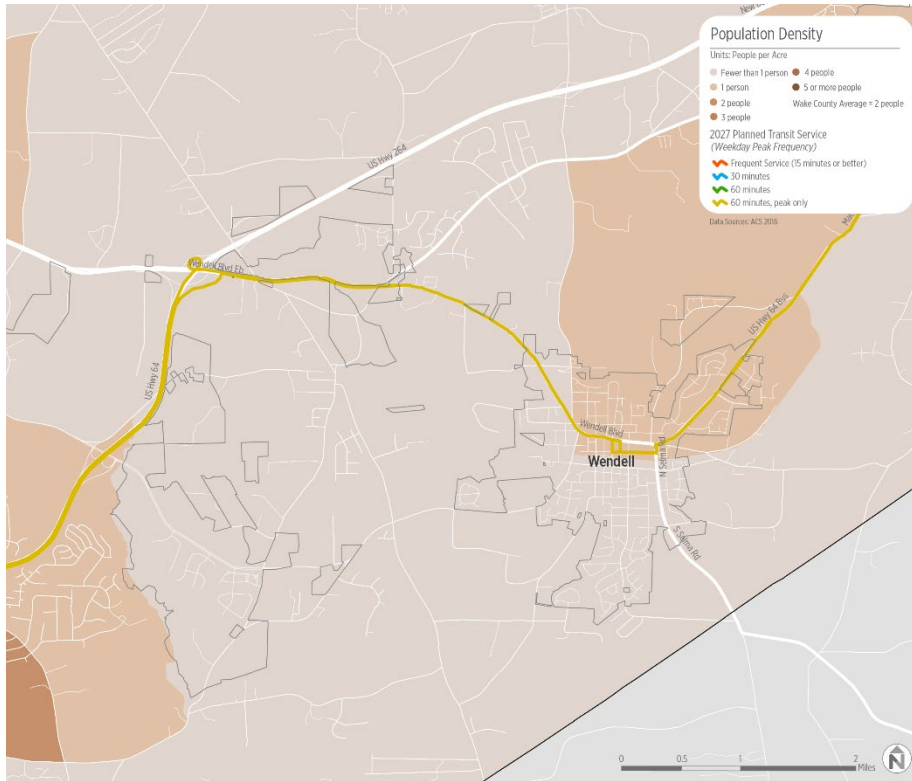 New B
Population Density
Units: People per Acre
Fewer than 1 person
4 people
1 person
5 or more people
2 people
Wake County Average = 2 people
3 people
2027 Planned Transit Service
(Weekday Peak Frequency)
Frequent Service (15 minutes or better)
30 minutes
60 minutes
60 minutes, peak only
Data Sources: ACS 2016
US Hwy 264
Wendell Blvd Eb
US Hwy 64 Bus
US Hwy 64
Wendell Blvd
Wendell
N Selma Rd
S Selma Rd
0 0.5 1 2
Miles
N